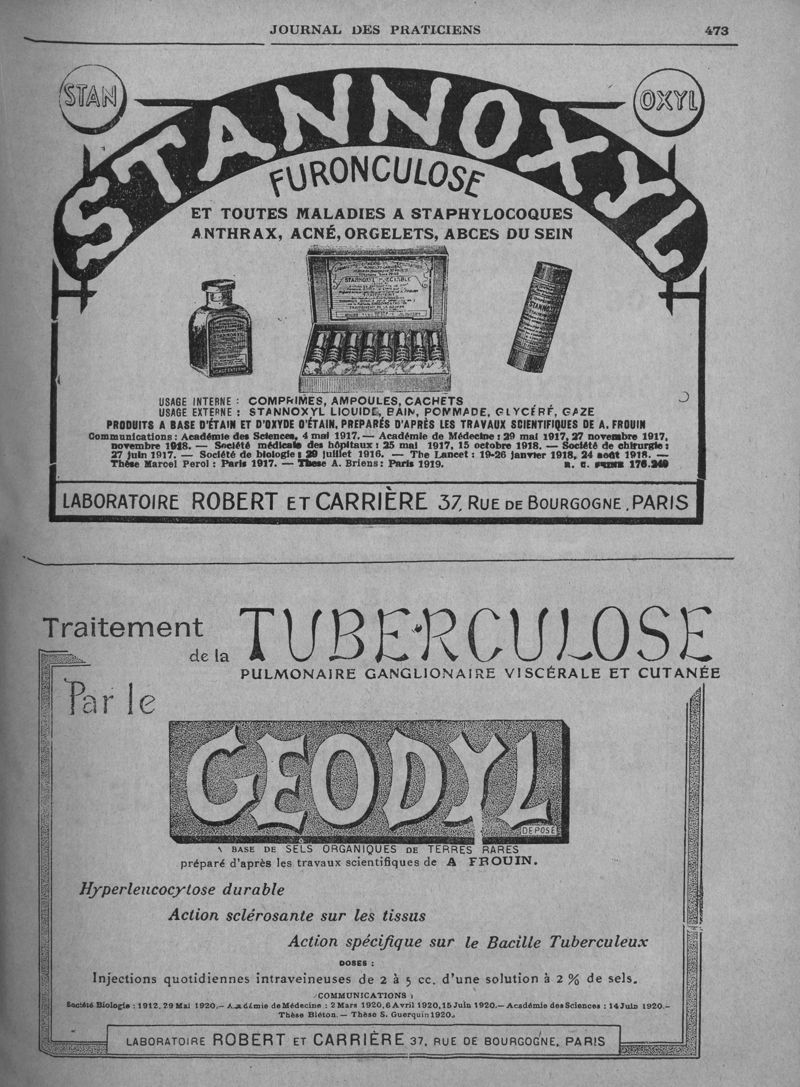 JOURNAL DES PRATICIENS 473
STAN
OXYL
STANNOXYL
FURONCULOSE
ET TOUTES MALADIES A STAPHYLOCOQUES
ANTHRAX, ACNÉ, ORGELETS, ABCES DU SEIN
STANNOXYL INJECTABLE
STANNOXYL
USAGE INTERNE : COMPRIMES, AMPOULES, CACHETS
USAGE EXTERNE : STANNOXYL LIQUIDE, BAIN, POMMADE, GLYCÉRÉ, GAZE
PRODUITS A BASE D'ÉTAIN ET D'OXYDE D'ÉTAIN, PREPARÉS D'APRÈS LES TRAVAUX SCIENTIFIQUES DE A. FROUIN
Communications : Académie des Sciences, 4 mai 1917. — Académie de Médecine : 29 mai 1917, 27 novembre 1917,
novembre 1918. — Société médicale des hôpitaux : 25 mai 1917, 15 octobre 1918. — Société de chirurgie :
27 juin 1917. — Société de biologie : 29 juillet 1916. — The Lancet : 19-26 janvier 1918, 24 août 1918. —
Thèse Marcel Perol : Paris 1917. — These A. Briens : Paris 1919. R. C. SEINE 176.249
LABORATOIRE ROBERT ET CARRIÈRE 37, RUE DE BOURGOGNE, PARIS
Traitement de la TUBERCULOSE
PULMONAIRE GANGLIONAIRE VISCÉRALE ET CUTANÉE
Par le
GEODYL
DEPOSÉ
A BASE DE SELS ORGANIQUES DE TERRES RARES
préparé d'après les travaux scientifiques de A FROUIN.
Hyperleucocytose durable
Action sclérosante sur les tissus
Action spécifique sur le Bacille Tuberculeux
DOSES :
Injections quotidiennes intraveineuses de 2 à 5 cc. d'une solution à 2 % de sels.
COMMUNICATIONS :
Société Biologie : 1912, 29 Mai 1920.— Académie de Médecine : 2 Mars 1920, 6 Avril 1920, 15 Juin 1920.— Académie des Sciences : 14 Juin 1920.—
Thèse Biéton. — Thèse S. Guerquin 1920.
LABORATOIRE ROBERT ET CARRIÈRE 37, RUE DE BOURGOGNE, PARIS